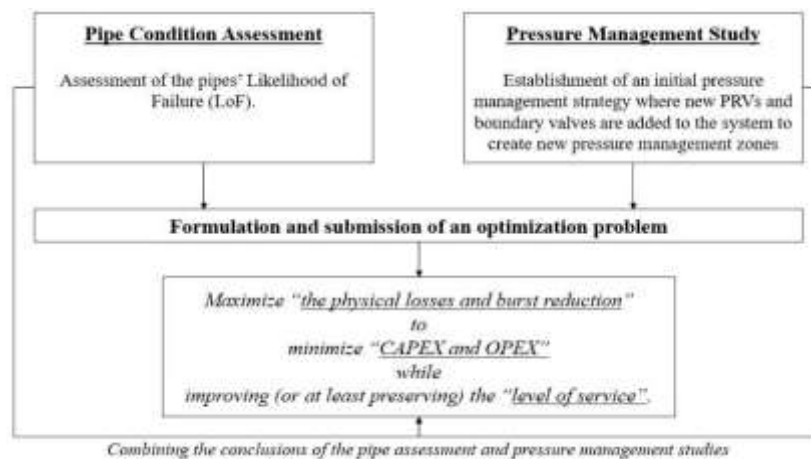 Pipe Condition Assessment
Assessment of the pipes' Likelihood of
Failure (LoF).
Pressure Management Study
Establishment of an initial pressure
management strategy where new PRVs and
boundary valves are added to the system to
create new pressure management zones
Formulation and submission of an optimization problem
Maximize “the physical losses and burst reduction”
to
minimize “CAPEX and OPEX”
while
improving (or at least preserving) the “level of service”.
Combining the conclusions of the pipe assessment and pressure management studies